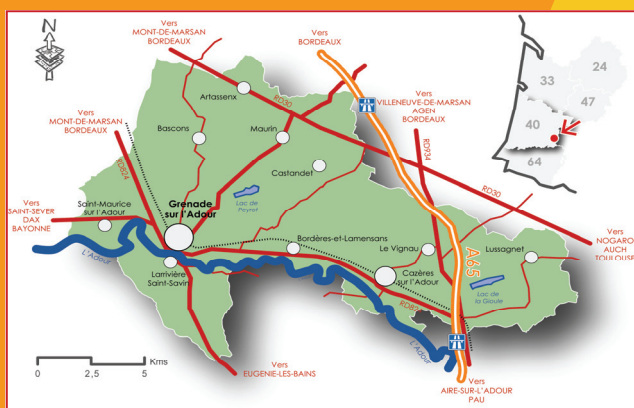 N
Vers
MONT-DE-MARSAN
BORDEAUX
Vers
BORDEAUX
33
24
47
40
64
Vers
VILLENEUVE-DE-MARSAN
AGEN
BORDEAUX
Artassenx
RD30
Vers
MONT-DE-MARSAN
BORDEAUX
Bascons
Maurin
RD824
RD934
Castandet
RD30
Vers
SAINT-SEVER
DAX
BAYONNE
Saint-Maurice
sur l'Adour
Grenade
sur l'Adour
Lac de
Peyret
Vers
NOGARO
AUCH
TOULOUSE
L'Adour
Bordères-et-Lamensans
Le Vignau
A65
Lussagnet
Larrivière
Saint-Savin
Cazères
sur l'Adour
Lac de
la Gioule
L'Adour
Kms
0
2,5
5
Vers
EUGENIE-LES-BAINS
Vers
AIRE-SUR-L'ADOUR
PAU